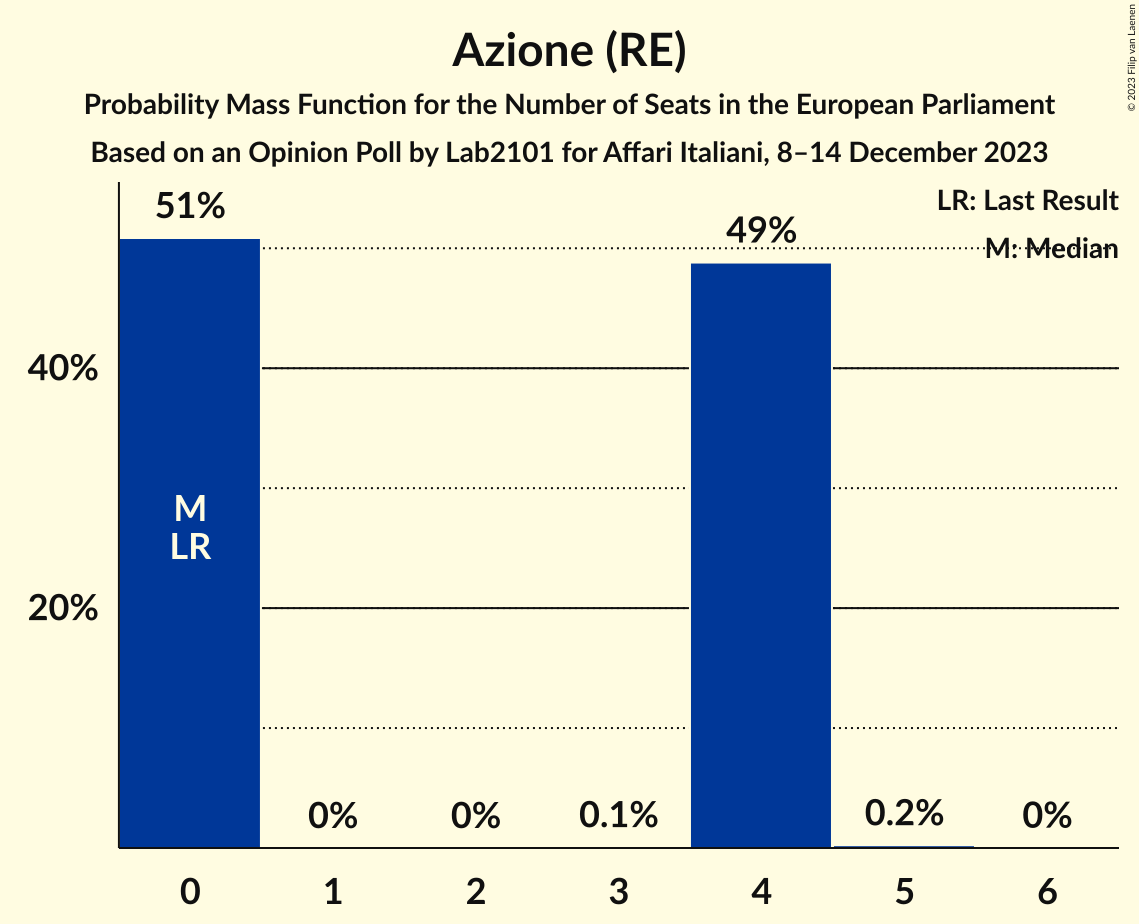 Azione (RE)
Probability Mass Function for the Number of Seats in the European Parliament
Based on an Opinion Poll by Lab2101 for Affari Italiani, 8–14 December 2023
© 2023 Filip van Laenen
LR: Last Result
M: Median
51%
49%
40%
20%
M
LR
0%
0%
0.1%
0.2%
0%
0
1
2
3
4
5
6